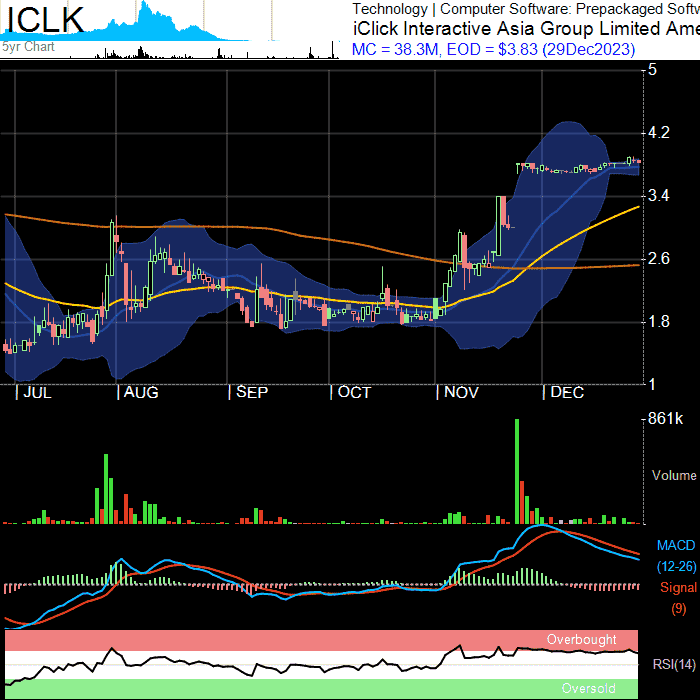 ICLK
5yr Chart
Technology | Computer Software: Prepackaged Softw
iClick Interactive Asia Group Limited Ame
MC = 38.3M, EOD = $3.83 (29Dec2023)
5
4.2
3.4
2.6
1.8
1
JUL
AUG
SEP
OCT
NOV
DEC
861k
Volume
MACD
(12-26)
Signal
(9)
Overbought
RSI(14)
Oversold